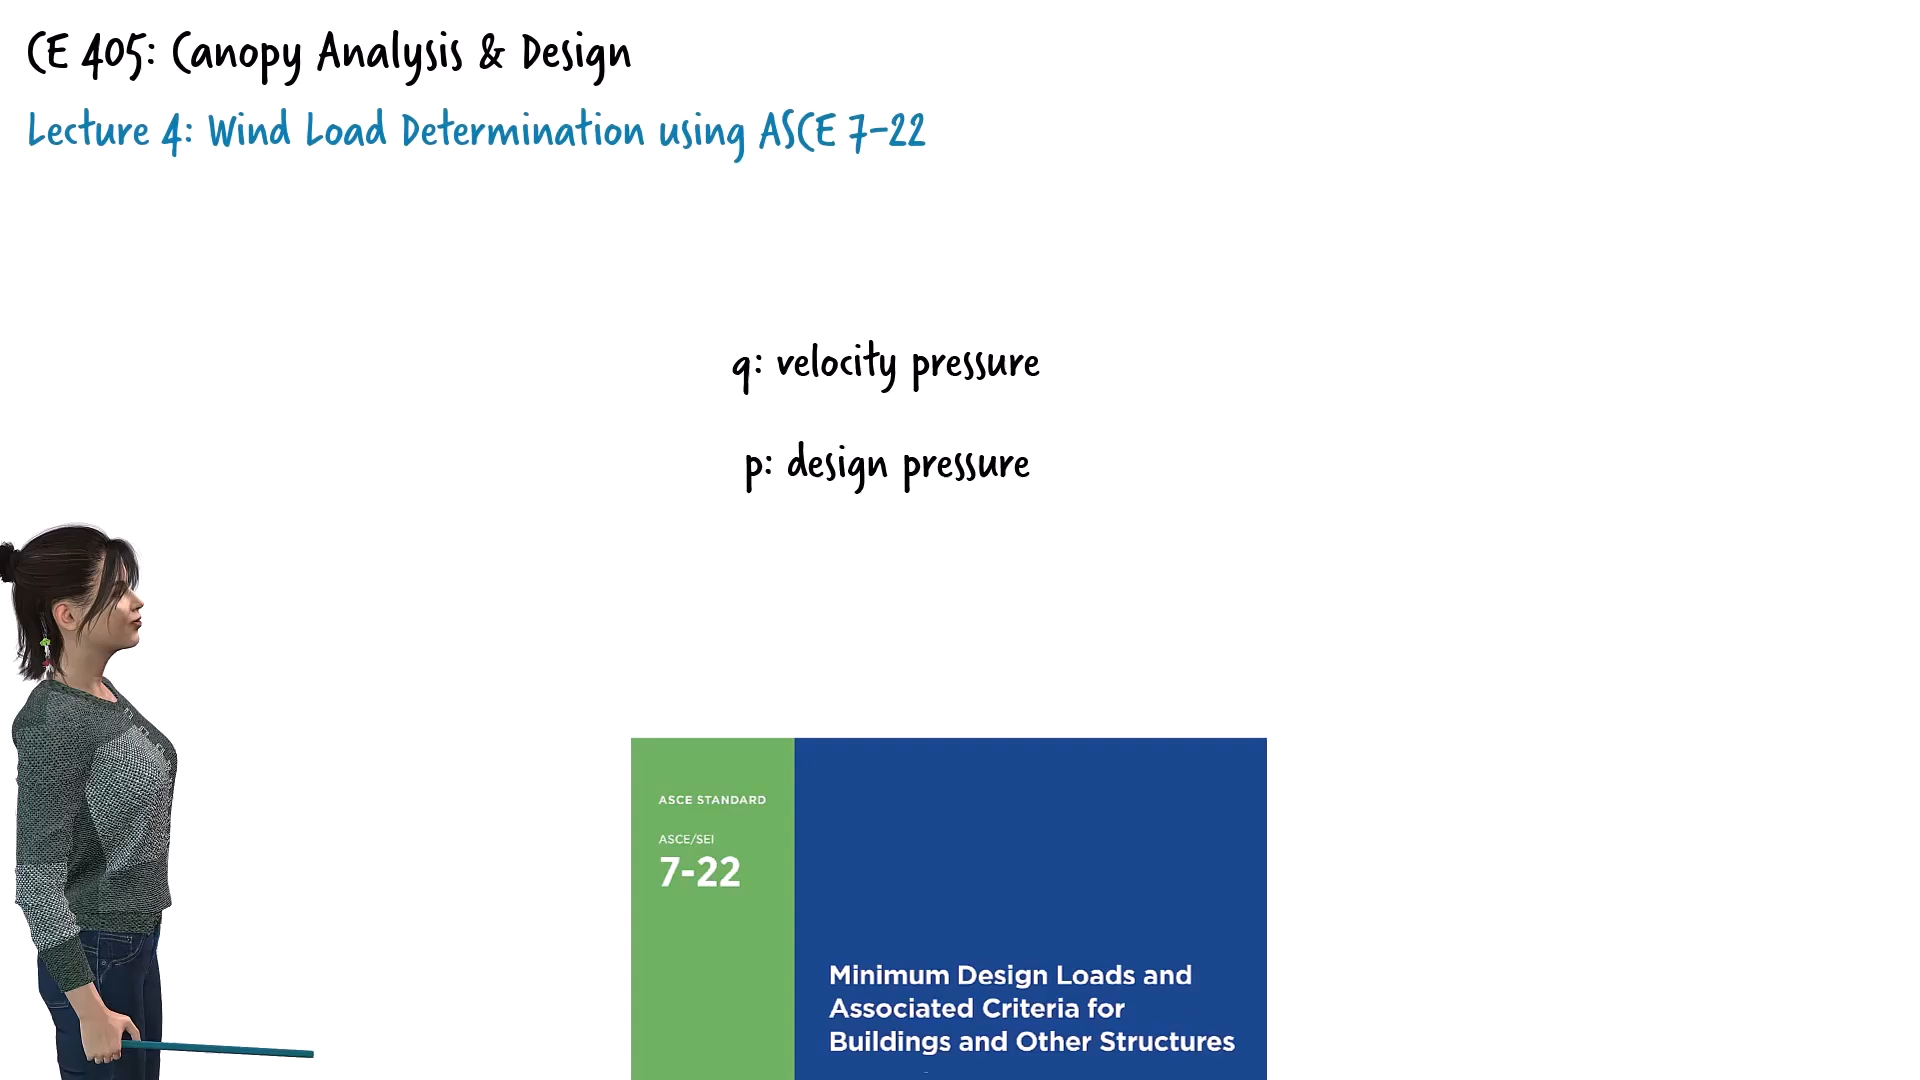 CE 405: Canopy Analysis & Design
Lecture 4: Wind Load Determination using ASCE 7-22
q: velocity pressure
p: design pressure
ASCE STANDARD
ASCE/SEI
7-22
Minimum Design Loads and
Associated Criteria for
Buildings and Other Structures